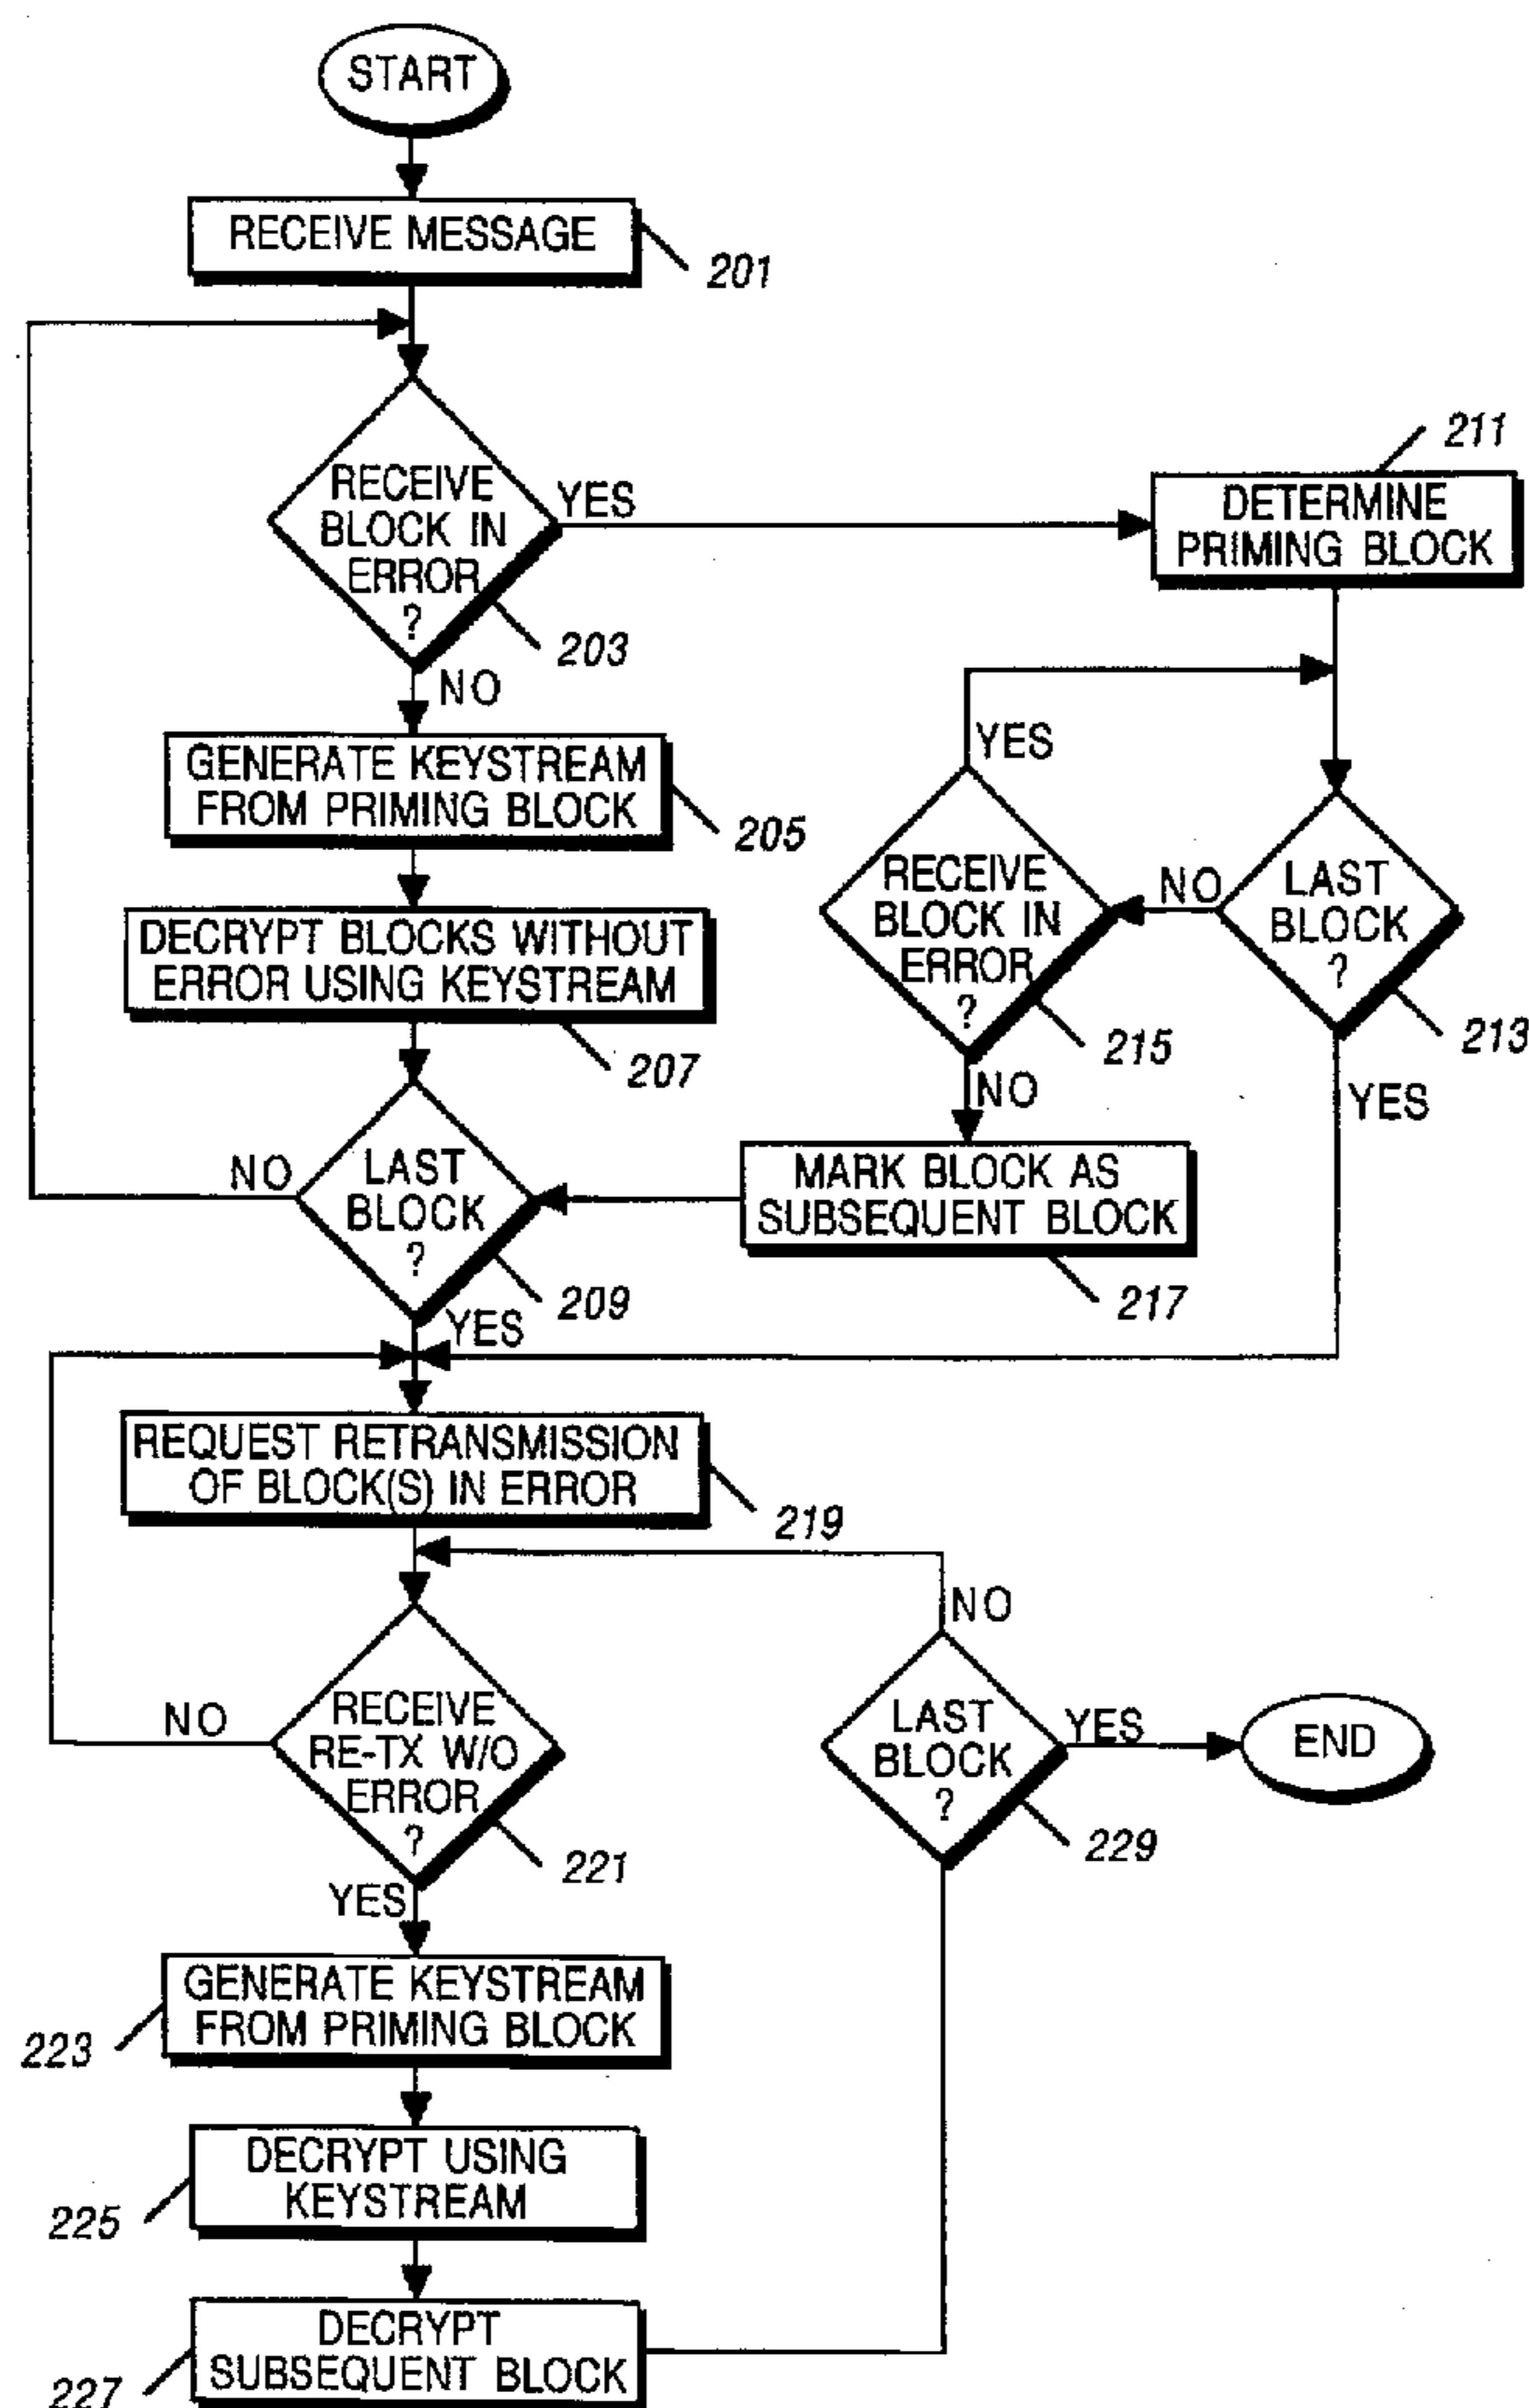 START
RECEIVE MESSAGE
201
RECEIVE
BLOCK IN
ERROR
?
YES
203
NO
211
DETERMINE
PRIMING BLOCK
GENERATE KEYSTREAM
FROM PRIMING BLOCK
205
YES
RECEIVE
BLOCK IN
ERROR
?
215
NO
NO
LAST
BLOCK
?
213
YES
DECRYPT BLOCKS WITHOUT
ERROR USING KEYSTREAM
207
NO
LAST
BLOCK
?
209
YES
MARK BLOCK AS
SUBSEQUENT BLOCK
217
REQUEST RETRANSMISSION
OF BLOCK(S) IN ERROR
219
NO
RECEIVE
RE-TX W/O
ERROR
?
221
YES
NO
LAST
BLOCK
?
229
YES
END
GENERATE KEYSTREAM
FROM PRIMING BLOCK
223
DECRYPT USING
KEYSTREAM
225
DECRYPT
SUBSEQUENT BLOCK
227